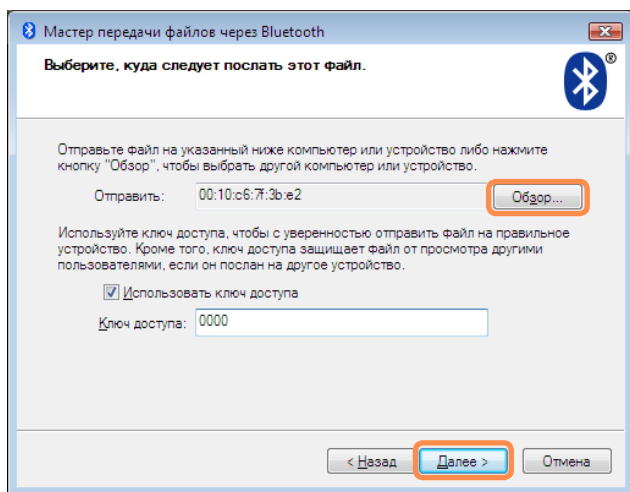 Мастер передачи файлов через Bluetooth
Выберите, куда следует послать этот файл.
®
Отправьте файл на указанный ниже компьютер или устройство либо нажмите
кнопку "Обзор", чтобы выбрать другой компьютер или устройство.
Отправить: 00:10:c6:7f:3b:e2 Обзор...
Используйте ключ доступа, чтобы с уверенностью отправить файл на правильное
устройство. Кроме того, ключ доступа защищает файл от просмотра другими
пользователями, если он послан на другое устройство.
Использовать ключ доступа
Ключ доступа: 0000
< Назад Далее > Отмена